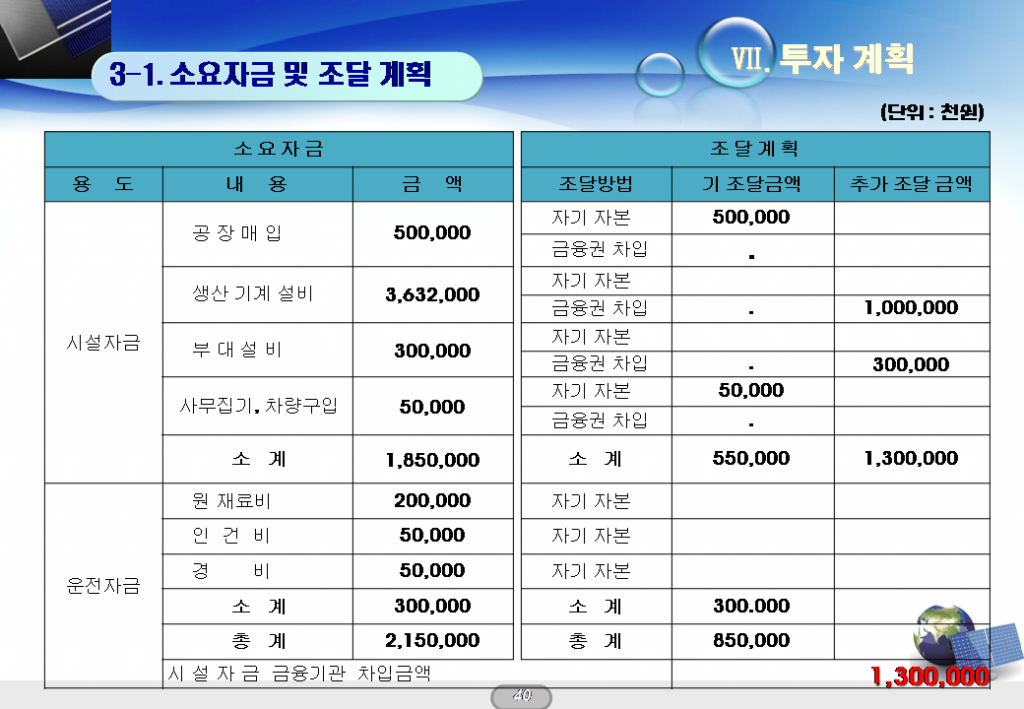 3-1. 소요자금 및 조달 계획
Ⅶ. 투자 계획
(단위 : 천원)
소 요 자 금 조 달 계 획
용 도 내 용 금 액 조달방법 기 조달금액 추가 조달 금액
시설자금 공 장 매 입 500,000 자기 자본 500,000
금융권 차입 .
생산 기계 설비 3,632,000 자기 자본
금융권 차입 . 1,000,000
부 대 설 비 300,000 자기 자본
금융권 차입 . 300,000
사무집기, 차량구입 50,000 자기 자본 50,000
금융권 차입 .
소 계 1,850,000 소 계 550,000 1,300,000
운전자금 원 재료비 200,000 자기 자본
인 건 비 50,000 자기 자본
경 비 50,000 자기 자본
소 계 300,000 소 계 300.000
총 계 2,150,000 총 계 850,000
시 설 자 금 금융기관 차입금액 1,300,000
40